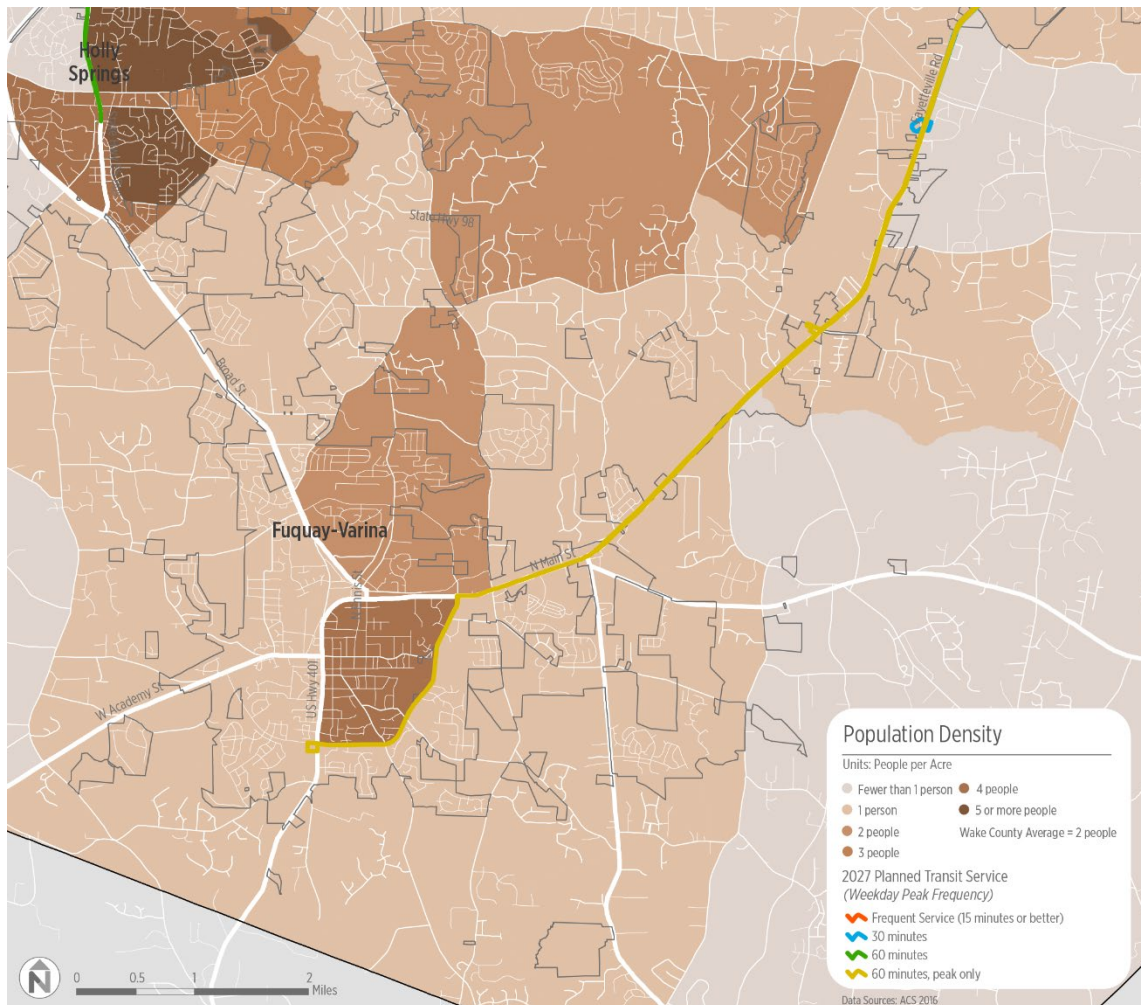 Holly
Springs
Fayetteville Rd
State Hwy 98
Broad St
Fuquay-Varina
N Main St
US Hwy 401
W Academy St
Population Density
Units: People per Acre
Fewer than 1 person
4 people
1 person
5 or more people
2 people
Wake County Average = 2 people
3 people
2027 Planned Transit Service
(Weekday Peak Frequency)
Frequent Service (15 minutes or better)
30 minutes
60 minutes
60 minutes, peak only
Data Sources: ACS 2016
N
0
0.5
1
2
Miles